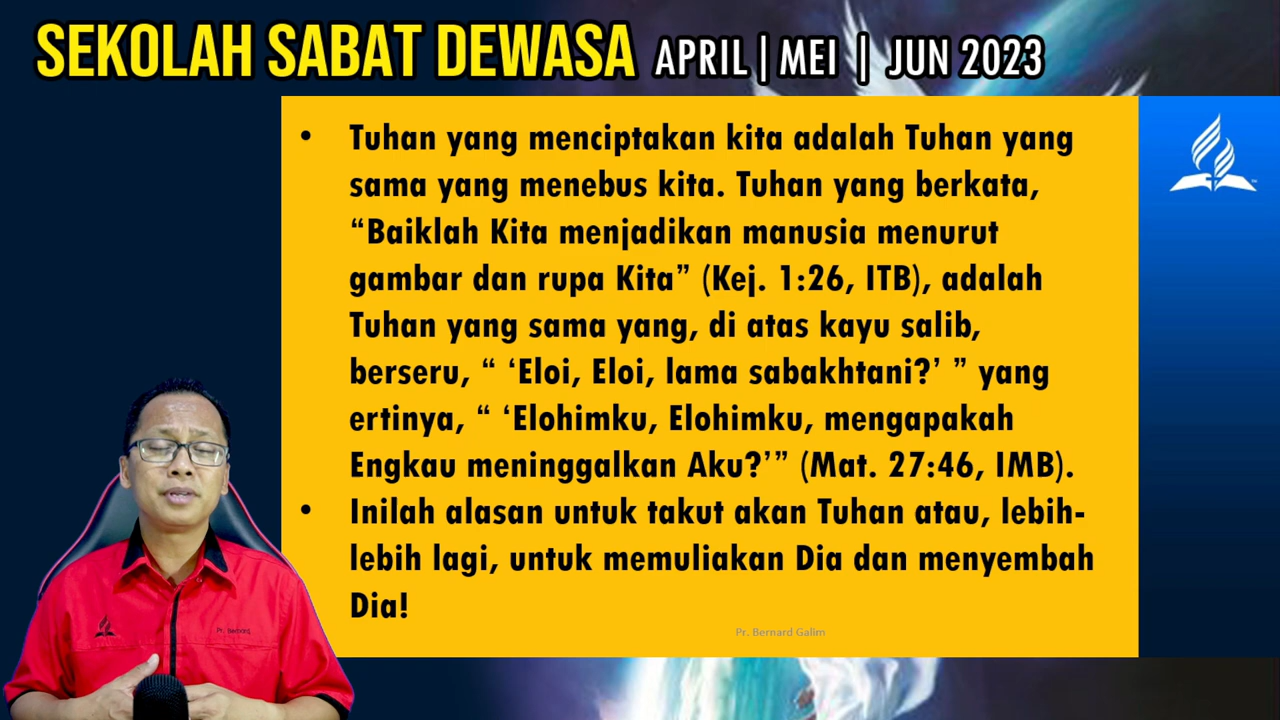 SEKOLAH SABAT DEWASA APRIL | MEI | JUN 2023
• Tuhan yang menciptakan kita adalah Tuhan yang
sama yang menebus kita. Tuhan yang berkata,
“Baiklah Kita menjadikan manusia menurut
gambar dan rupa Kita” (Kej. 1:26, ITB), adalah
Tuhan yang sama yang, di atas kayu salib,
berseru, “ ‘Eloi, Eloi, lama sabakhtani?’ ” yang
ertinya, “ ‘Elohimku, Elohimku, mengapakah
Engkau meninggalkan Aku?’” (Mat. 27:46, IMB).
• Inilah alasan untuk takut akan Tuhan atau, lebih-
lebih lagi, untuk memuliakan Dia dan menyembah
Dia!
Pr. Bernard Galim
Pr. Bernard